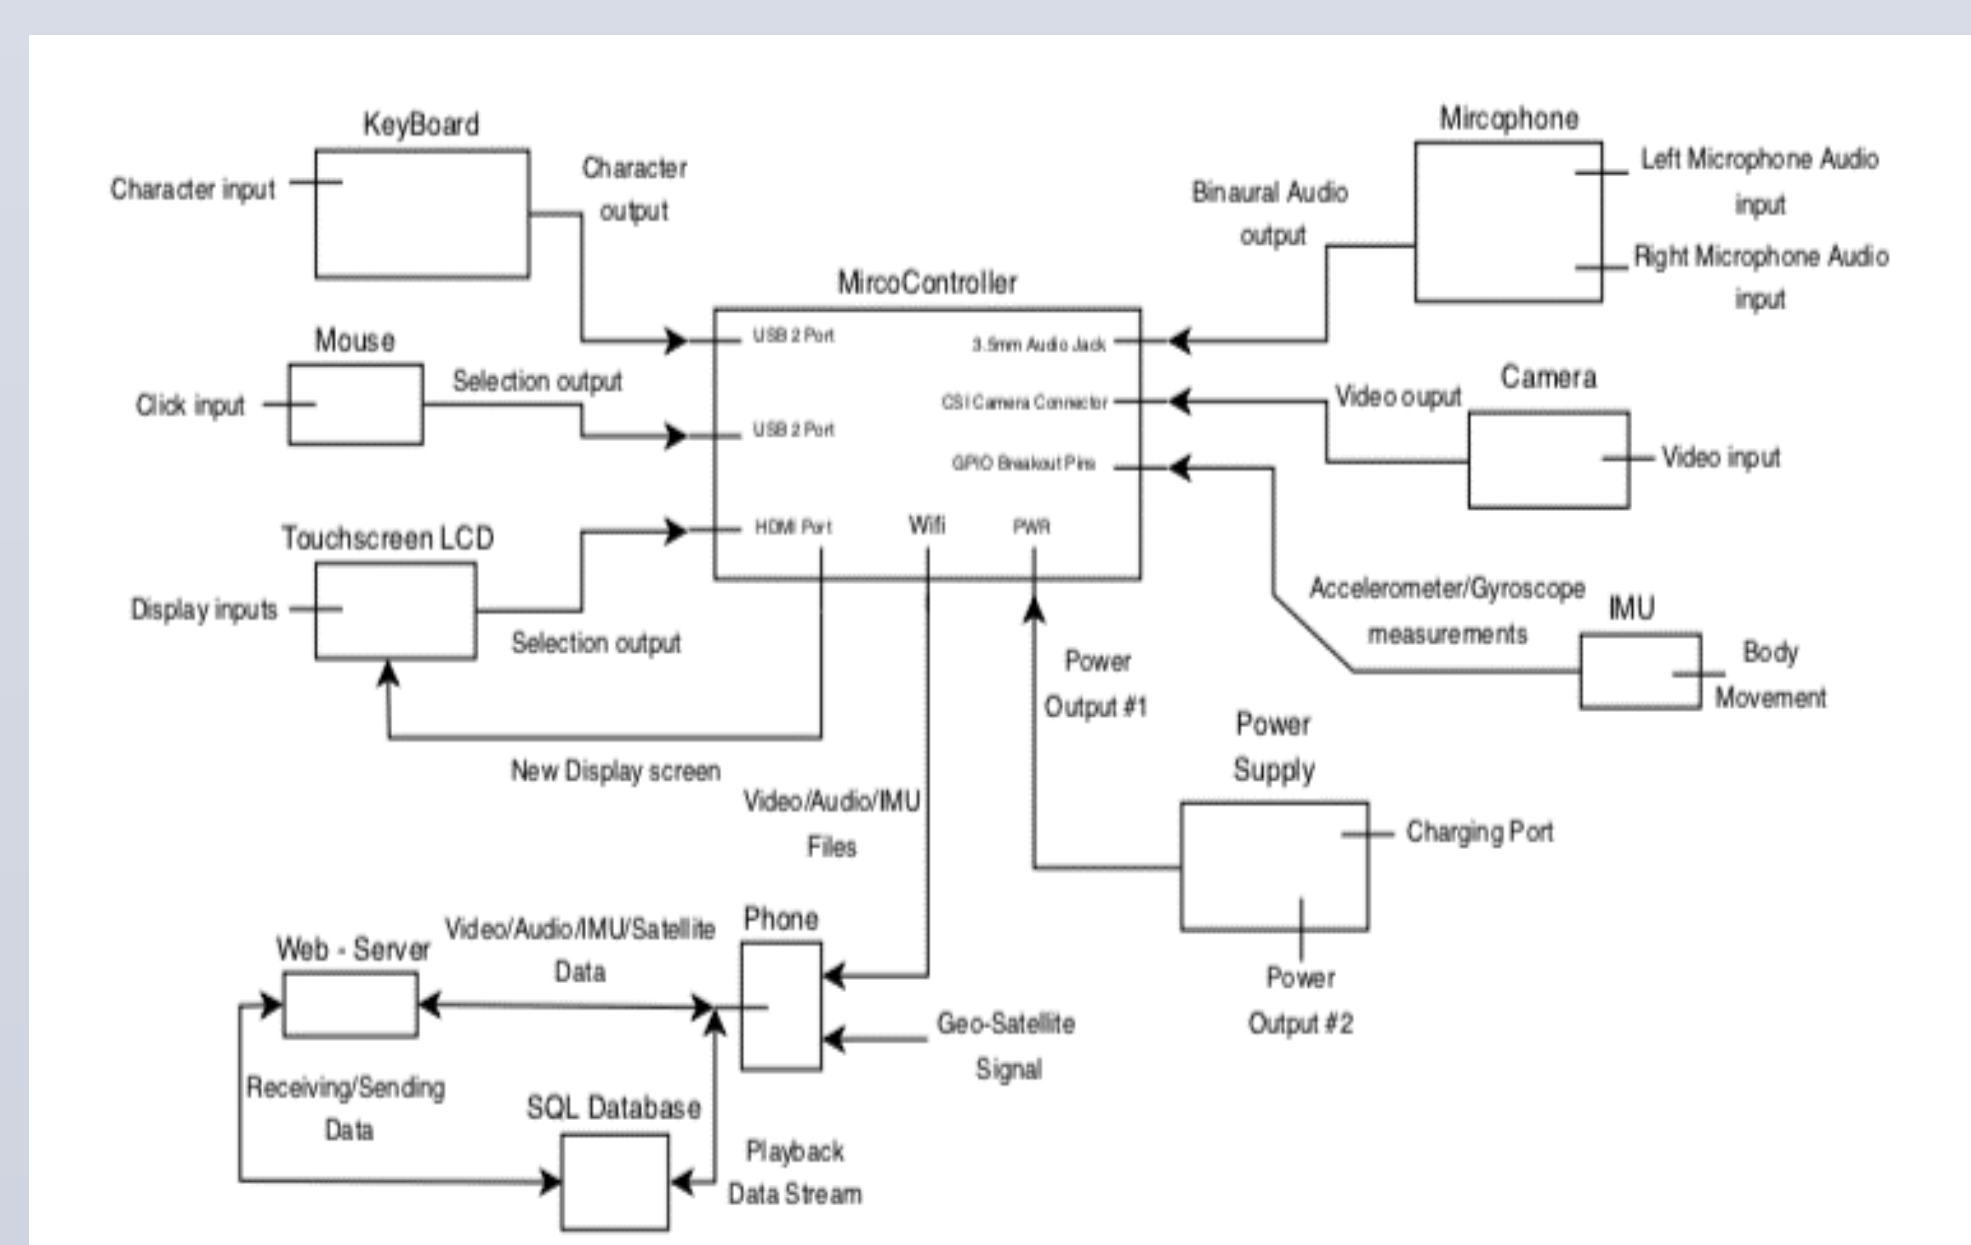 KeyBoard
Character input
Character
output
Mircophone
Left Microphone Audio
input
Right Microphone Audio
input
Binaural Audio
output
MircoController
USB 2 Port
3.5mm Audio Jack
CSI Camera Connector
USB 2 Port
GPIO Breakout Pins
HDMI Port
Wifi
PWR
Mouse
Click input
Selection output
Camera
Video ouput
Video input
Touchscreen LCD
Display inputs
Selection output
New Display screen
Accelerometer/Gyroscope
measurements
IMU
Body
Movement
Power
Output #1
Power
Supply
Charging Port
Power
Output #2
Video/Audio/IMU
Files
Phone
Video/Audio/IMU/Satellite
Data
Web - Server
Geo-Satellite
Signal
Receiving/Sending
Data
SQL Database
Playback
Data Stream